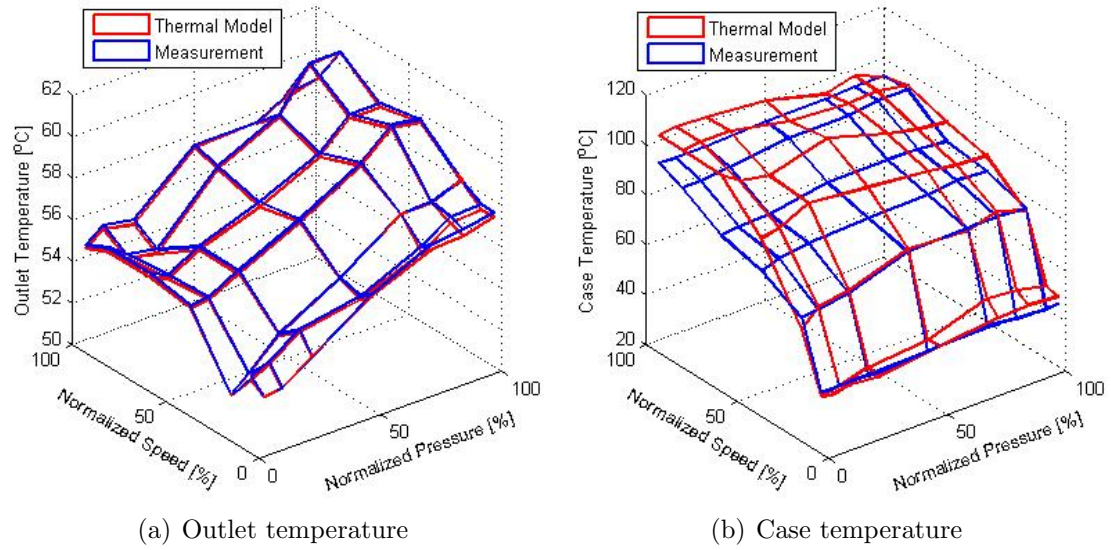 Thermal Model
Measurement
Outlet Temperature [ºC]
62
60
58
56
54
52
50
100
50
0
Normalized Speed [%]
0
50
100
Normalized Pressure [%]
(a) Outlet temperature
Thermal Model
Measurement
Case Temperature [ºC]
120
100
80
60
40
20
100
50
0
Normalized Speed [%]
0
50
100
Normalized Pressure [%]
(b) Case temperature